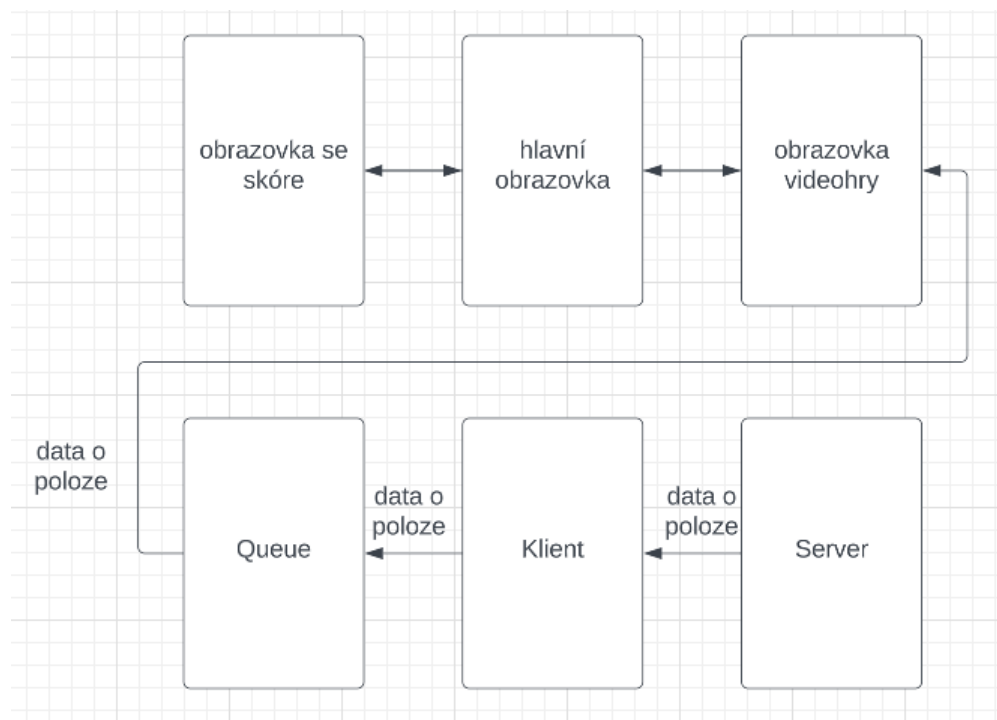 obrazovka se
skóre
hlavní
obrazovka
obrazovka
videohry
data o
poloze
Queue
data o
poloze
Klient
data o
poloze
Server